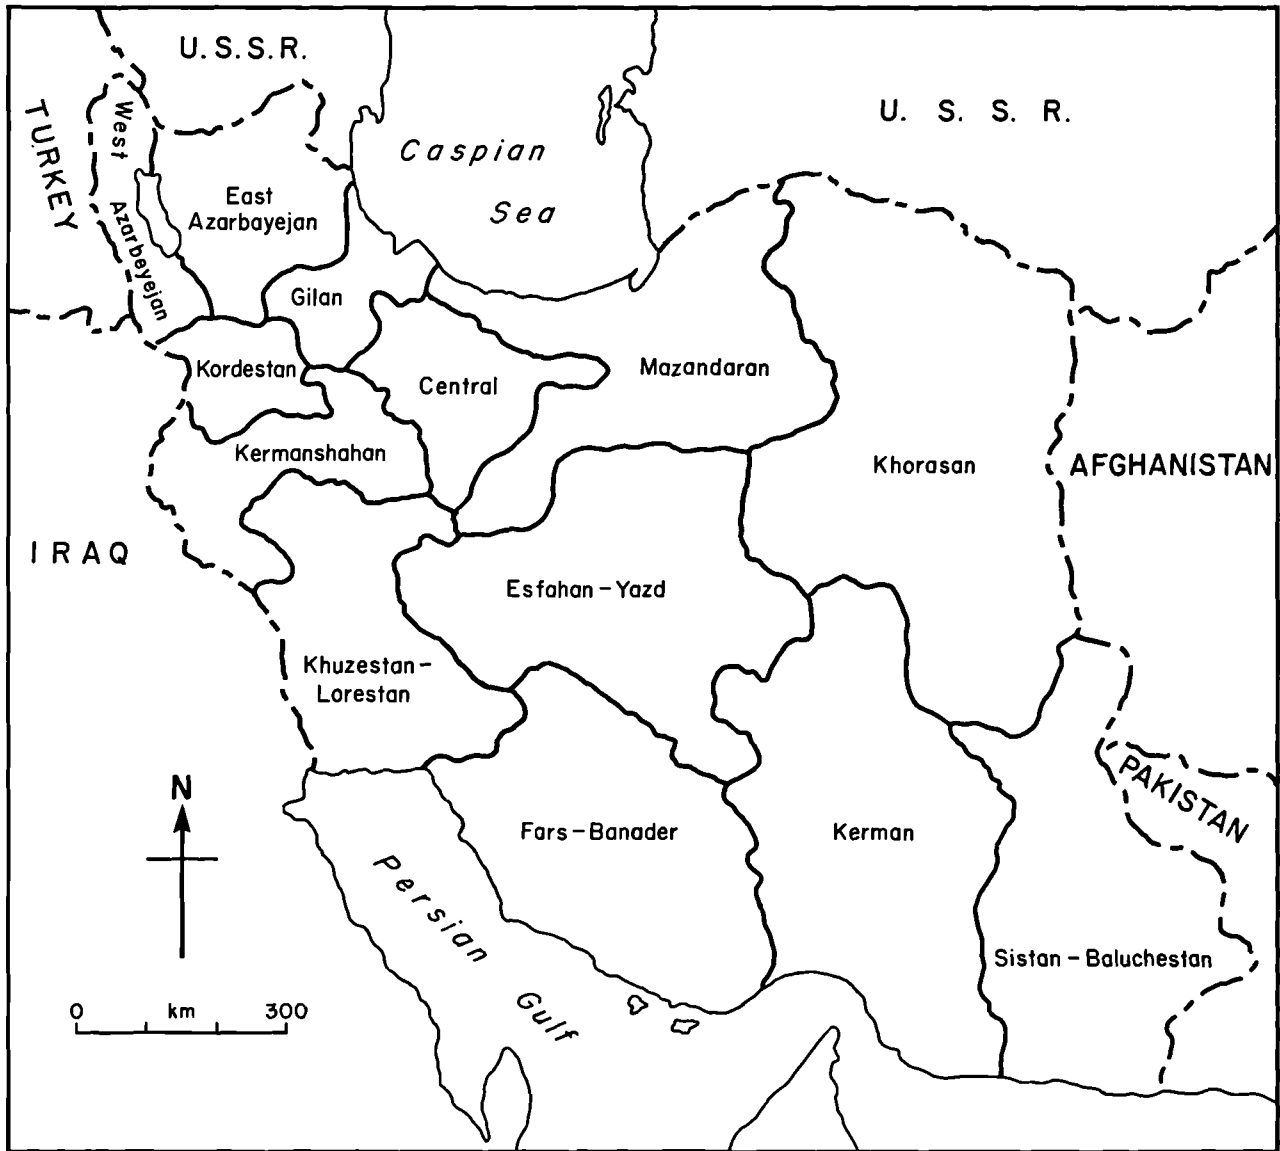 U.S.S.R.
TURKEY
West
Azarbeyejan
East
Azarbayejan
Caspian
Sea
U. S. S. R.
Gilan
Kordestan
Central
Mazandaran
Kermanshahan
Khorasan
AFGHANISTAN
IRAQ
Esfahan-Yazd
Khuzestan-
Lorestan
N
Fars-Banader
Kerman
PAKISTAN
Persian
Gulf
Sistan-Baluchestan
0 km 300